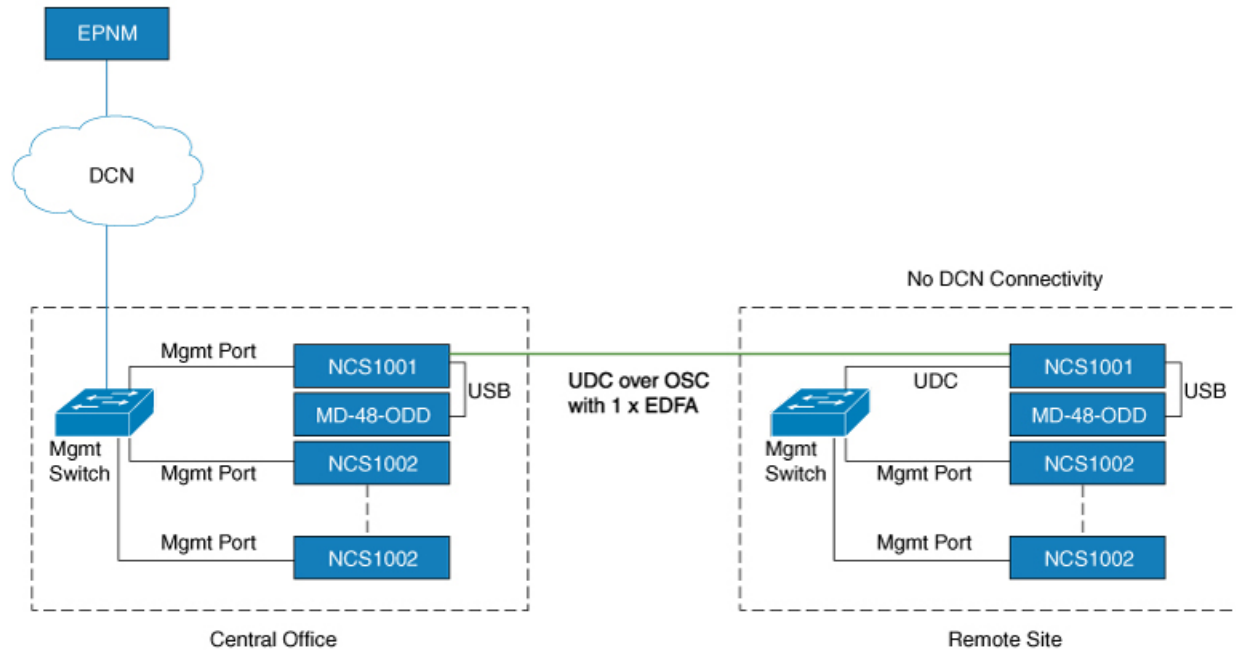 EPNM
DCN
No DCN Connectivity
Mgmt Port
NCS1001
USB
MD-48-ODD
Mgmt
Switch
Mgmt Port
NCS1002
Mgmt Port
NCS1002
Central Office
UDC over OSC
with 1 x EDFA
UDC
NCS1001
USB
MD-48-ODD
Mgmt
Switch
Mgmt Port
NCS1002
Mgmt Port
NCS1002
Remote Site